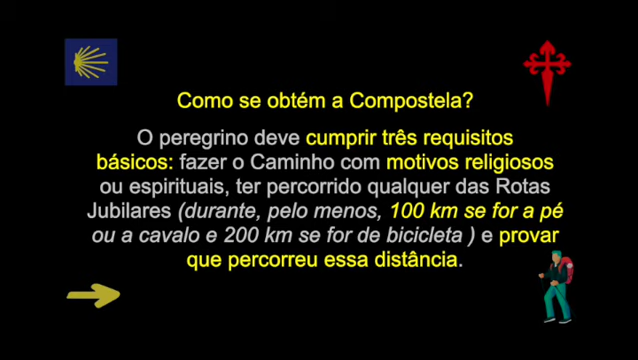 Como se obtém a Compostela?
O peregrino deve cumprir três requisitos
básicos: fazer o Caminho com motivos religiosos
ou espirituais, ter percorrido qualquer das Rotas
Jubilares (durante, pelo menos, 100 km se for a pé
ou a cavalo e 200 km se for de bicicleta ) e provar
que percorreu essa distância.